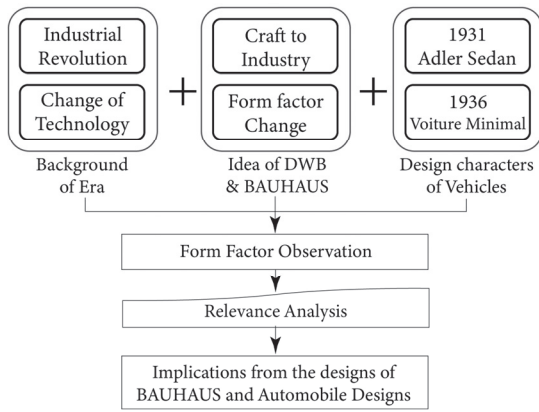 Industrial
Revolution
Change of
Technology
Background
of Era
+
Craft to
Industry
Form factor
Change
Idea of DWB
& BAUHAUS
+
1931
Adler Sedan
1936
Voiture Minimal
Design characters
of Vehicles
Form Factor Observation
Relevance Analysis
Implications from the designs of
BAUHAUS and Automobile Designs